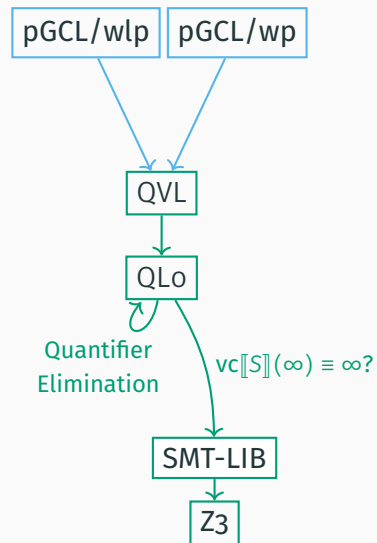 pGCL/wlp
pGCL/wp
QVL
QLo
Quantifier
Elimination
vc⟦S⟧(∞) ≡ ∞?
SMT-LIB
Z3